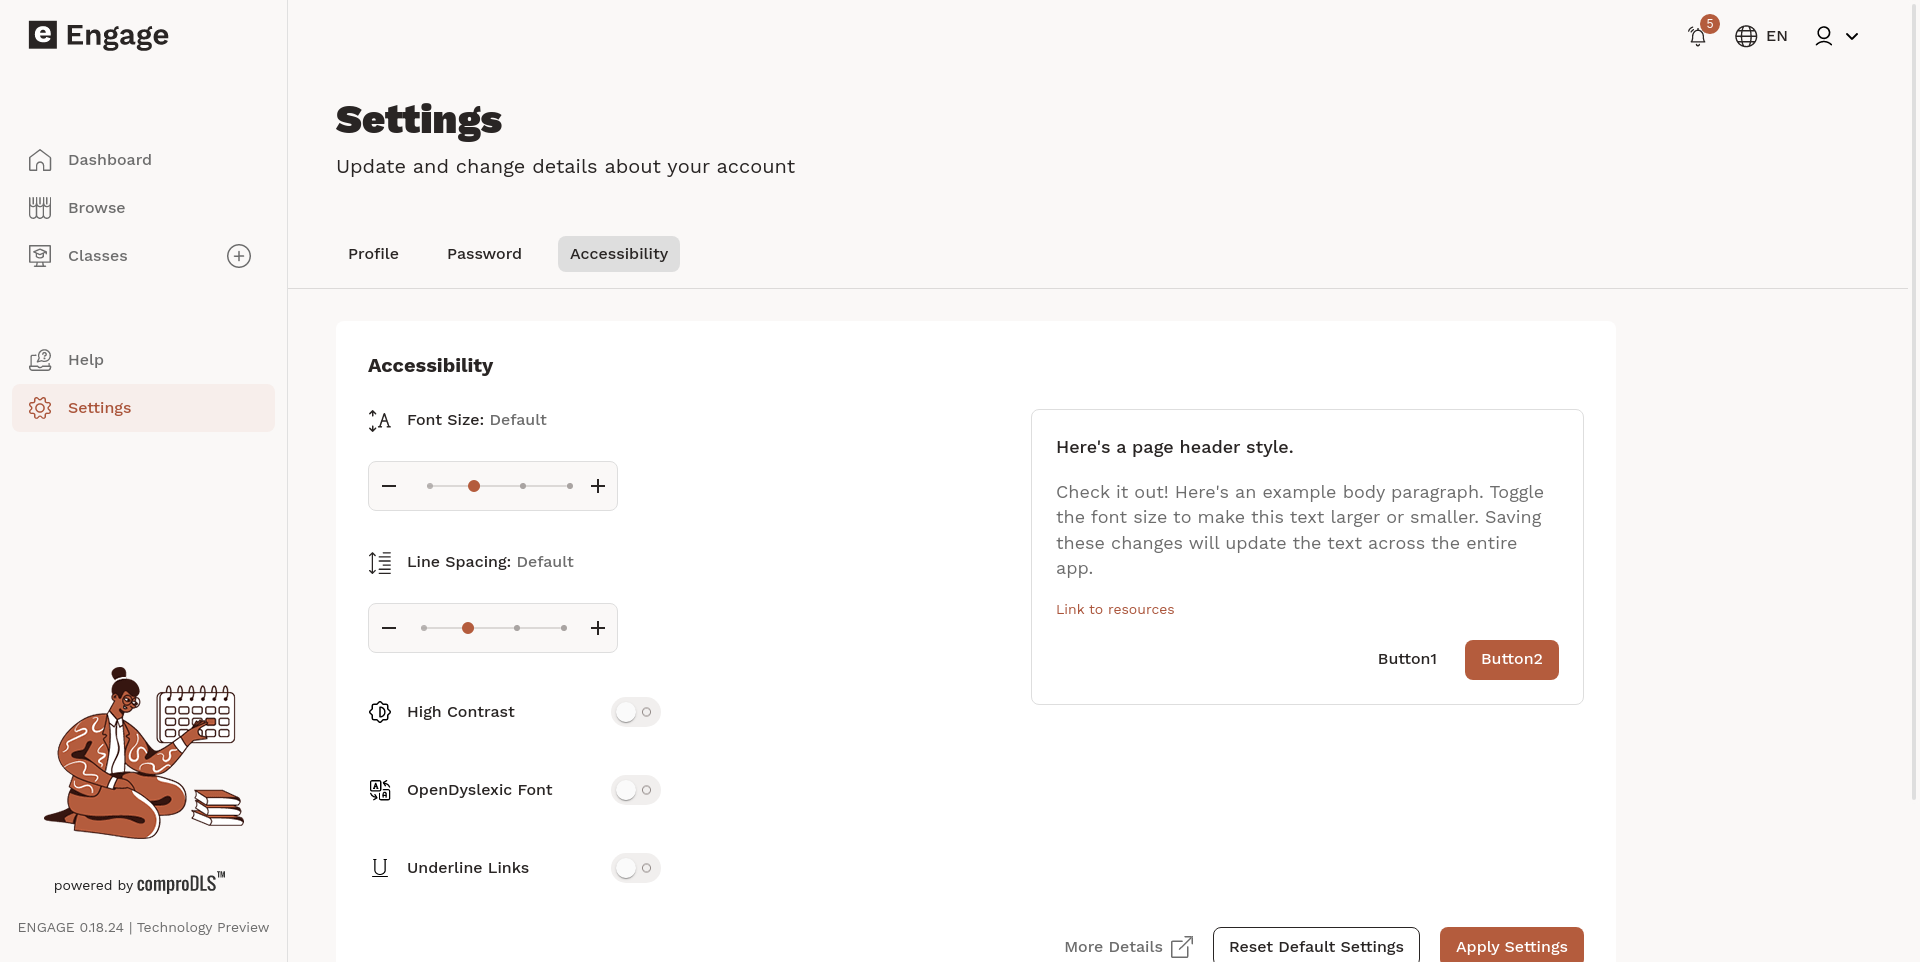 e Engage
5
EN
Dashboard
Browse
Classes
Help
Settings
powered by comproDLS™
ENGAGE 0.18.24 | Technology Preview
Settings
Update and change details about your account
Profile
Password
Accessibility
Accessibility
Font Size: Default
Line Spacing: Default
High Contrast
OpenDyslexic Font
Underline Links
Here's a page header style.
Check it out! Here's an example body paragraph. Toggle
the font size to make this text larger or smaller. Saving
these changes will update the text across the entire
app.
Link to resources
Button1
Button2
More Details
Reset Default Settings
Apply Settings